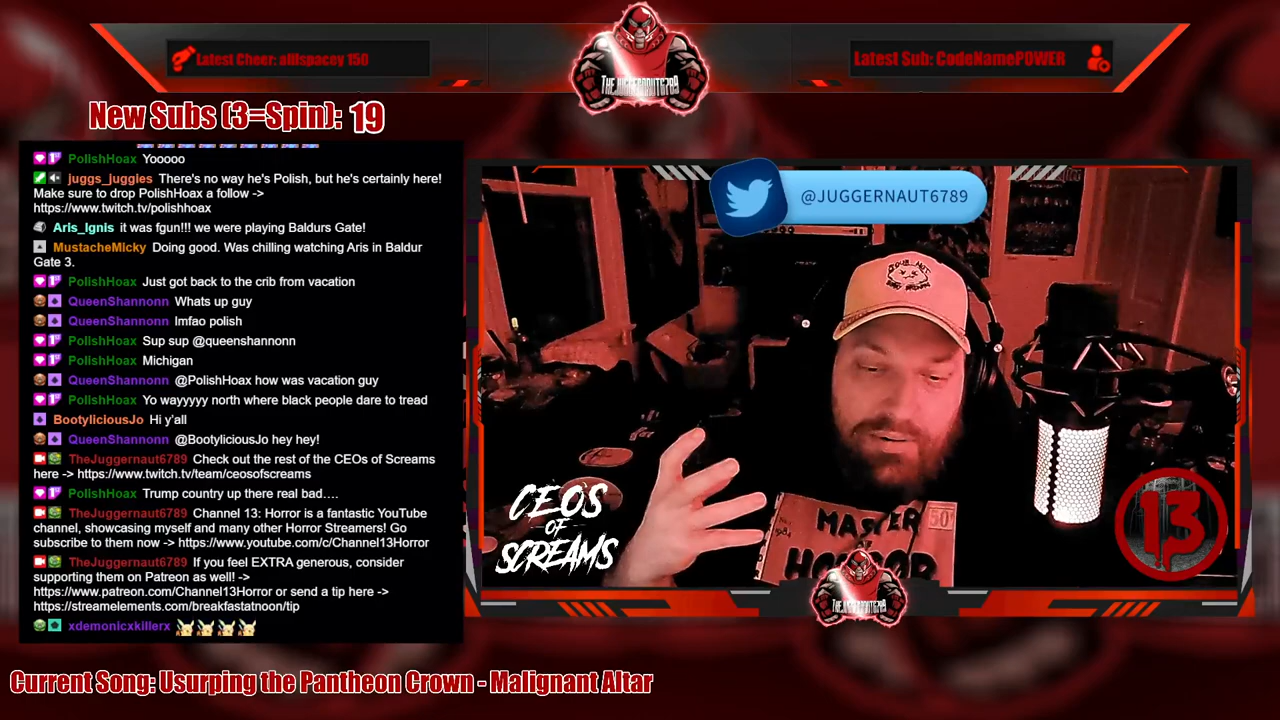 Latest Cheer: allispacey 150
THEJUGGERNAUT6789
Latest Sub: CodeNamePOWER
New Subs (3=Spin): 19
PolishHoax Yooooo
juggs_juggies There's no way he's Polish, but he's certainly here!
Make sure to drop PolishHoax a follow ->
https://www.twitch.tv/polishhoax
Aris_Ignis it was fgun!!! we were playing Baldurs Gate!
MustacheMicky Doing good. Was chilling watching Aris in Baldur
Gate 3.
PolishHoax Just got back to the crib from vacation
QueenShannonn Whats up guy
QueenShannonn lmfao polish
PolishHoax Sup sup @queenshannonn
PolishHoax Michigan
QueenShannonn @PolishHoax how was vacation guy
PolishHoax Yo wayyyyy north where black people dare to tread
BootyliciousJo Hi y'all
QueenShannonn @BootyliciousJo hey hey!
TheJuggernaut6789 Check out the rest of the CEOs of Screams
here -> https://www.twitch.tv/team/ceosofscreams
PolishHoax Trump country up there real bad….
TheJuggernaut6789 Channel 13: Horror is a fantastic YouTube
channel, showcasing myself and many other Horror Streamers! Go
subscribe to them now -> https://www.youtube.com/c/Channel13Horror
TheJuggernaut6789 If you feel EXTRA generous, consider
supporting them on Patreon as well! ->
https://www.patreon.com/Channel13Horror or send a tip here ->
https://streamelements.com/breakfastatnoon/tip
xdemonicxkillerx
@JUGGERNAUT6789
CEOS
OF
SCREAMS
MASTER
OF
HORROR
50¢
13
THEJUGGERNAUT6789
Current Song: Usurping the Pantheon Crown - Malignant Altar